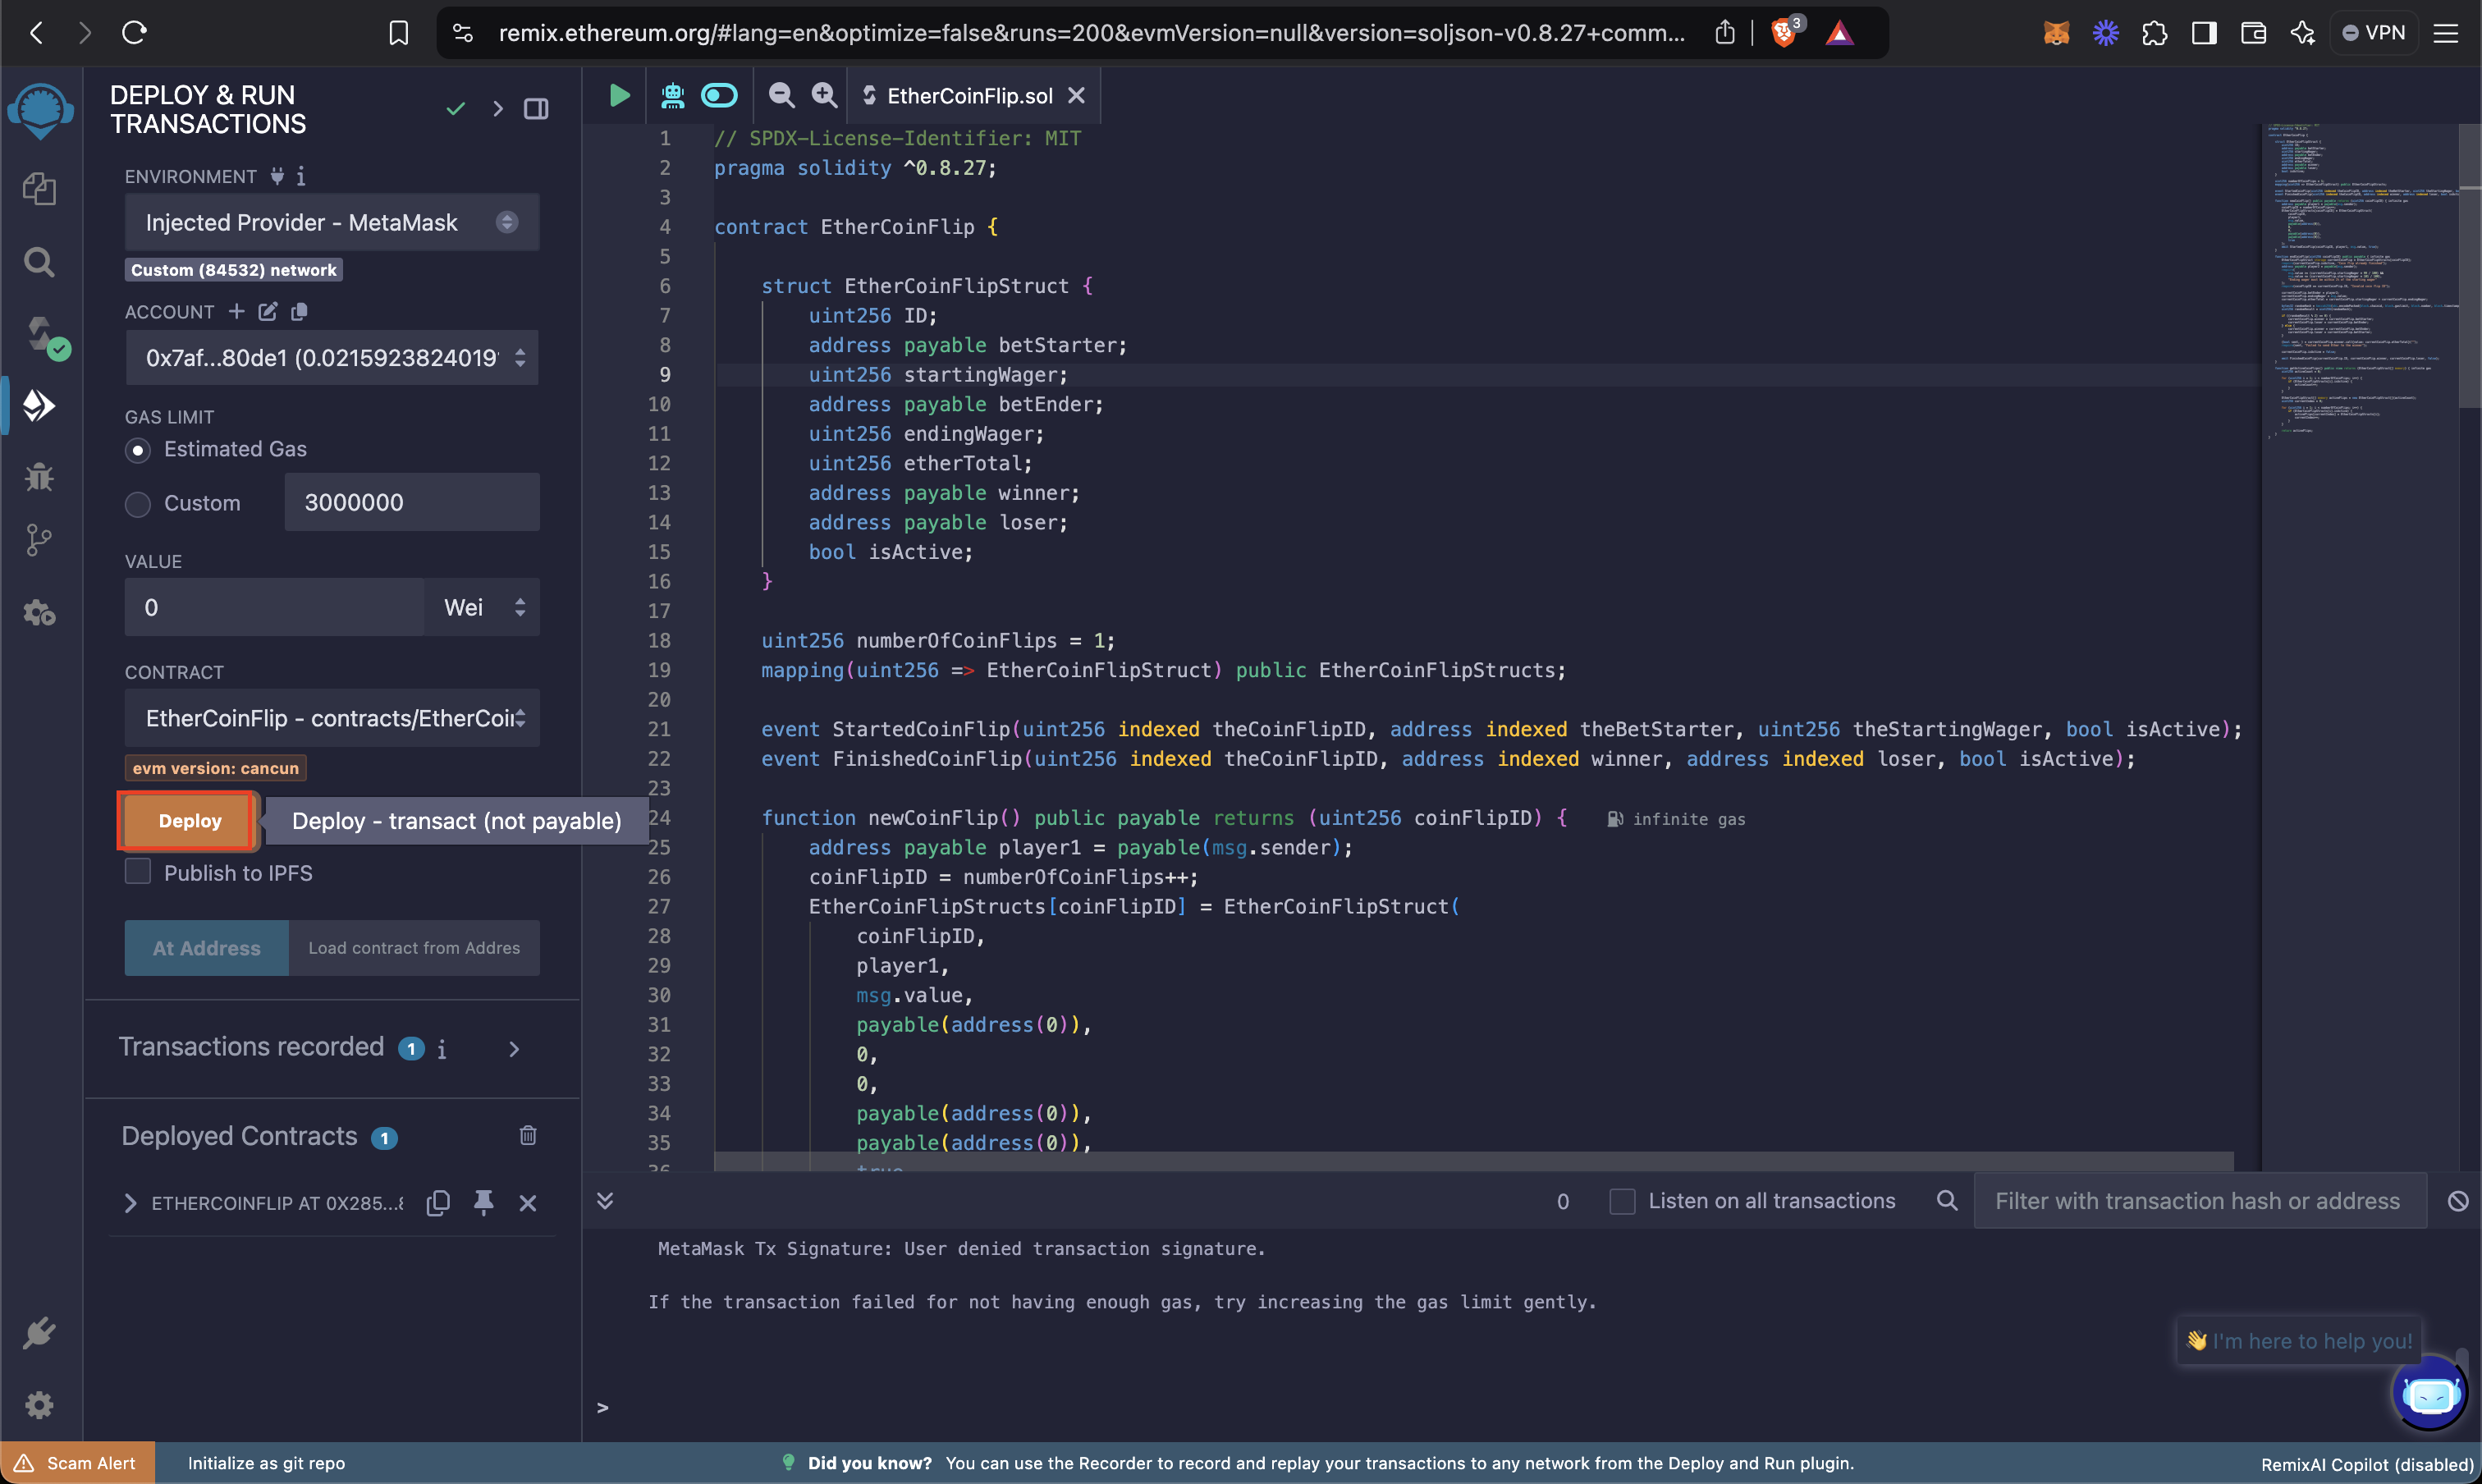 remix.ethereum.org/#lang=en&optimize=false&runs=200&evmVersion=null&version=soljson-v0.8.27+comm...
3
VPN
DEPLOY & RUN
TRANSACTIONS
ENVIRONMENT
Injected Provider - MetaMask
Custom (84532) network
ACCOUNT
0x7af...80de1 (0.0215923824019
GAS LIMIT
Estimated Gas
Custom
3000000
VALUE
0
Wei
CONTRACT
EtherCoinFlip - contracts/EtherCoi
evm version: cancun
Deploy
Deploy - transact (not payable)
Publish to IPFS
At Address
Load contract from Addres
Transactions recorded 1
Deployed Contracts 1
ETHERCOINFLIP AT 0X285...
EtherCoinFlip.sol
1 // SPDX-License-Identifier: MIT
2 pragma solidity ^0.8.27;
3
4 contract EtherCoinFlip {
5
6 struct EtherCoinFlipStruct {
7 uint256 ID;
8 address payable betStarter;
9 uint256 startingWager;
10 address payable betEnder;
11 uint256 endingWager;
12 uint256 etherTotal;
13 address payable winner;
14 address payable loser;
15 bool isActive;
16 }
17
18 uint256 numberOfCoinFlips = 1;
19 mapping(uint256 => EtherCoinFlipStruct) public EtherCoinFlipStructs;
20
21 event StartedCoinFlip(uint256 indexed theCoinFlipID, address indexed theBetStarter, uint256 theStartingWager, bool isActive);
22 event FinishedCoinFlip(uint256 indexed theCoinFlipID, address indexed winner, address indexed loser, bool isActive);
23
24 function newCoinFlip() public payable returns (uint256 coinFlipID) { infinite gas
25 address payable player1 = payable(msg.sender);
26 coinFlipID = numberOfCoinFlips++;
27 EtherCoinFlipStructs[coinFlipID] = EtherCoinFlipStruct(
28 coinFlipID,
29 player1,
30 msg.value,
31 payable(address(0)),
32 0,
33 0,
34 payable(address(0)),
35 payable(address(0)),
36 true
0
Listen on all transactions
Filter with transaction hash or address
MetaMask Tx Signature: User denied transaction signature.
If the transaction failed for not having enough gas, try increasing the gas limit gently.
>
👋 I'm here to help you!
Scam Alert
Initialize as git repo
Did you know? You can use the Recorder to record and replay your transactions to any network from the Deploy and Run plugin.
RemixAI Copilot (disabled)